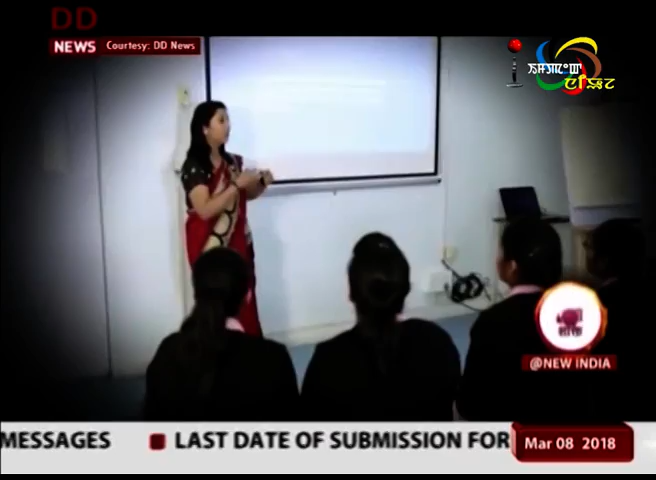 DD
NEWS Courtesy: DD News
@NEW INDIA
MESSAGES LAST DATE OF SUBMISSION FOR
Mar 08 2018